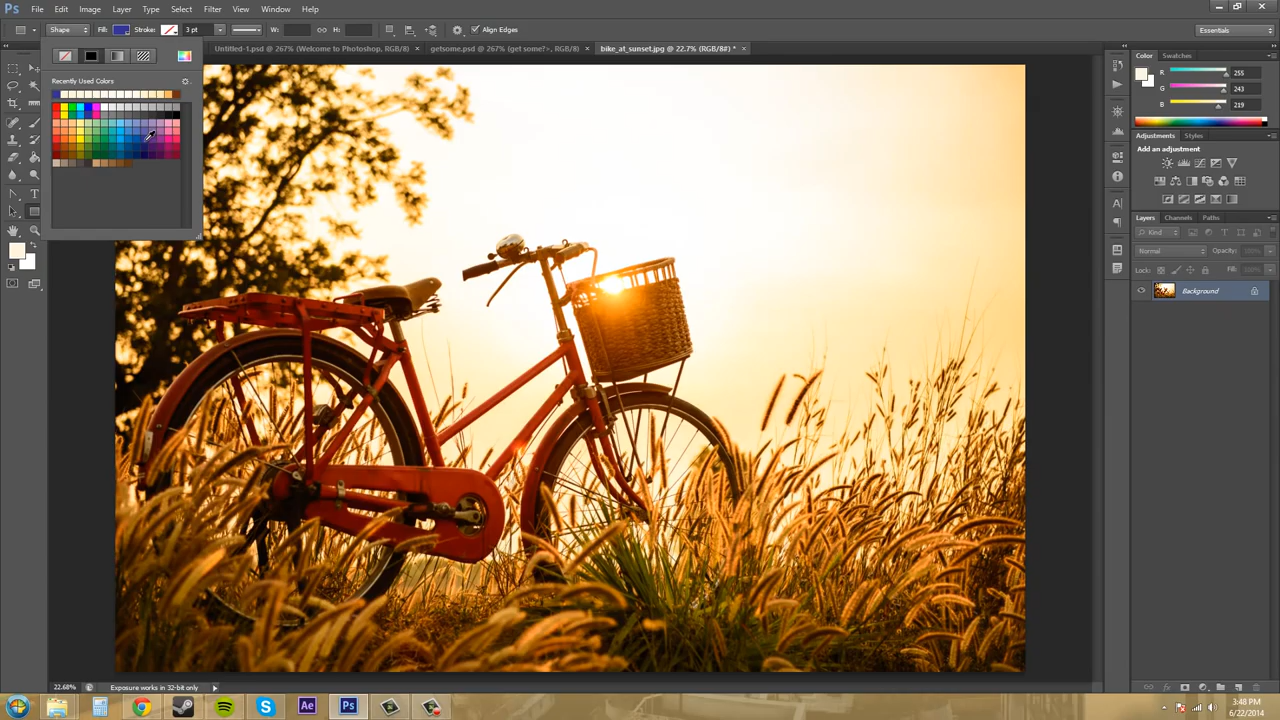 Ps File Edit Image Layer Type Select Filter View Window Help
Shape Fill: Stroke: 3 pt W: H: Align Edges Essentials
Untitled-1.psd @ 267% (Welcome to Photoshop, RGB/8) × getsome.psd @ 267% (get some?>, RGB/8) × bike_at_sunset.jpg @ 22.7% (RGB/8#) * ×
Recently Used Colors
Color Swatches
R 255
G 243
B 219
Adjustments Styles
Add an adjustment
Layers Channels Paths
Kind
Normal Opacity: 100%
Lock: Fill: 100%
Background
22.68% Exposure works in 32-bit only
Ae Ps
3:48 PM
6/22/2014